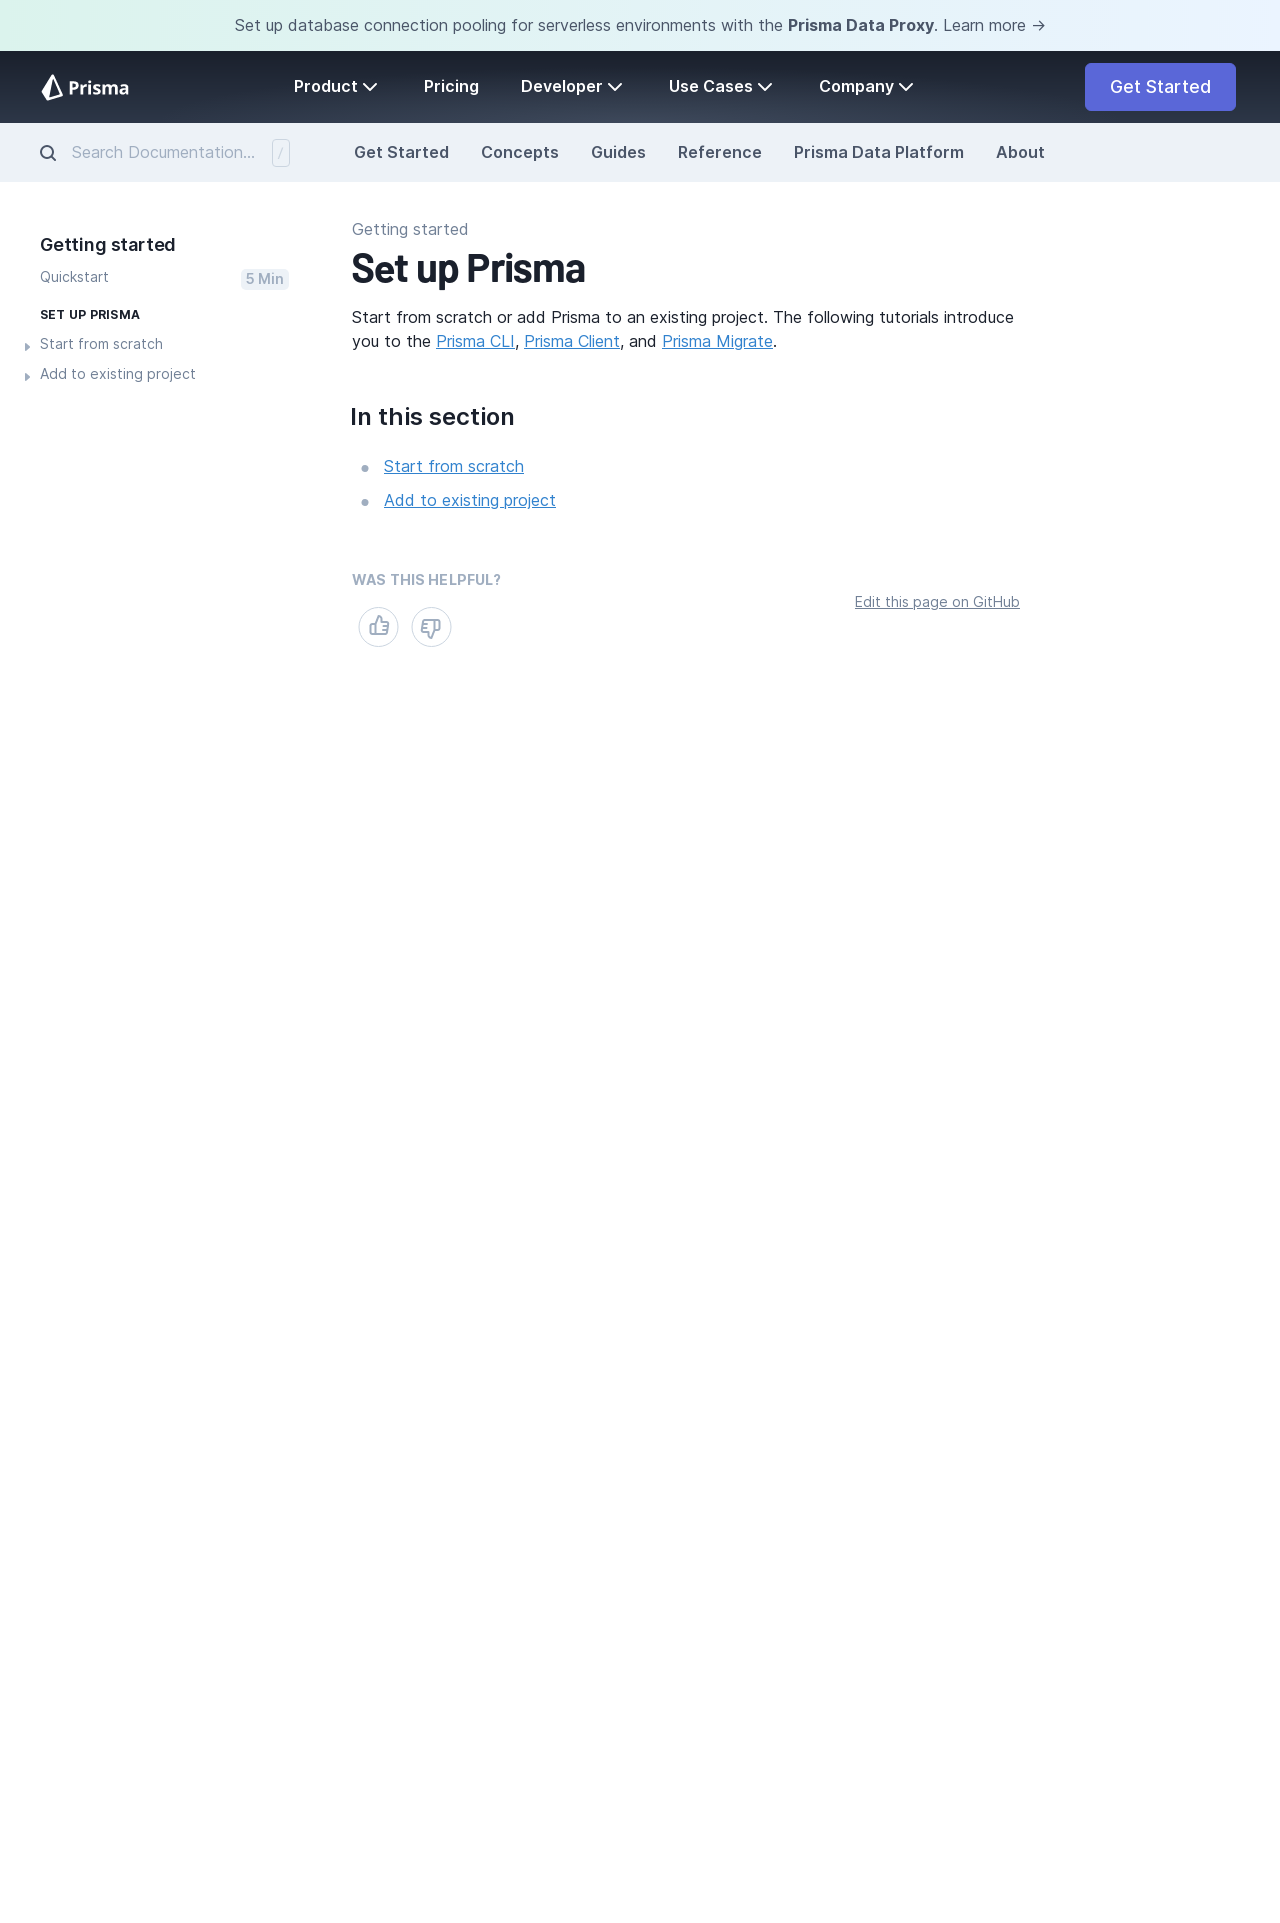 Set up database connection pooling for serverless environments with the Prisma Data Proxy. Learn more →
Prisma
Product
Pricing
Developer
Use Cases
Company
Get Started
Search Documentation...
/
Get Started
Concepts
Guides
Reference
Prisma Data Platform
About
Getting started
Quickstart
5 Min
SET UP PRISMA
Start from scratch
Add to existing project
Getting started
Set up Prisma
Start from scratch or add Prisma to an existing project. The following tutorials introduce
you to the Prisma CLI, Prisma Client, and Prisma Migrate.
In this section
Start from scratch
Add to existing project
WAS THIS HELPFUL?
Edit this page on GitHub